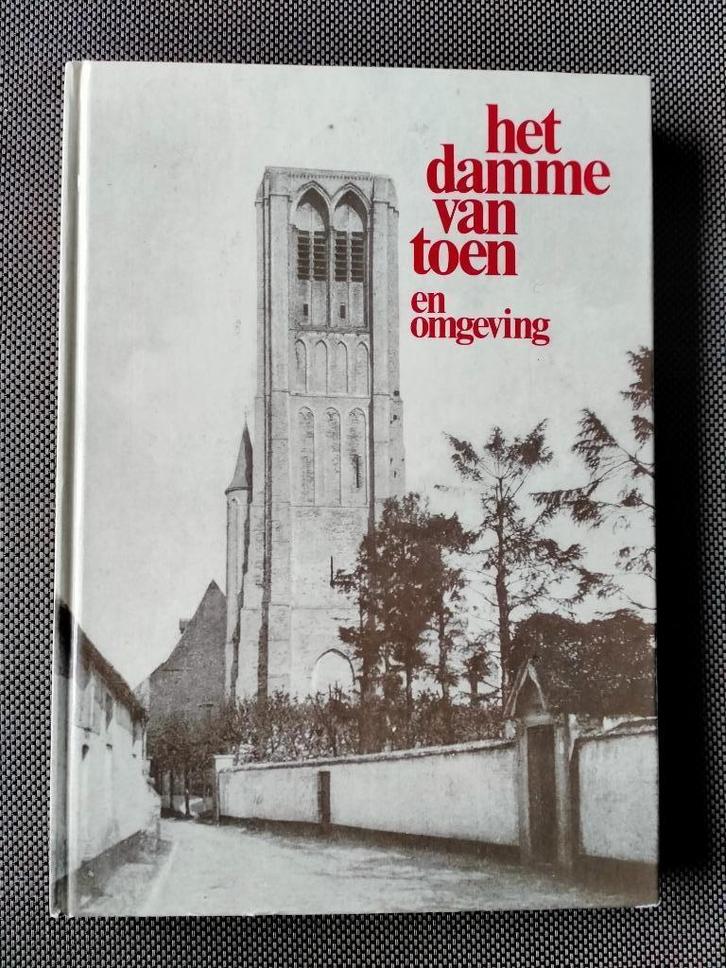 het
damme
van
toen
en
omgeving